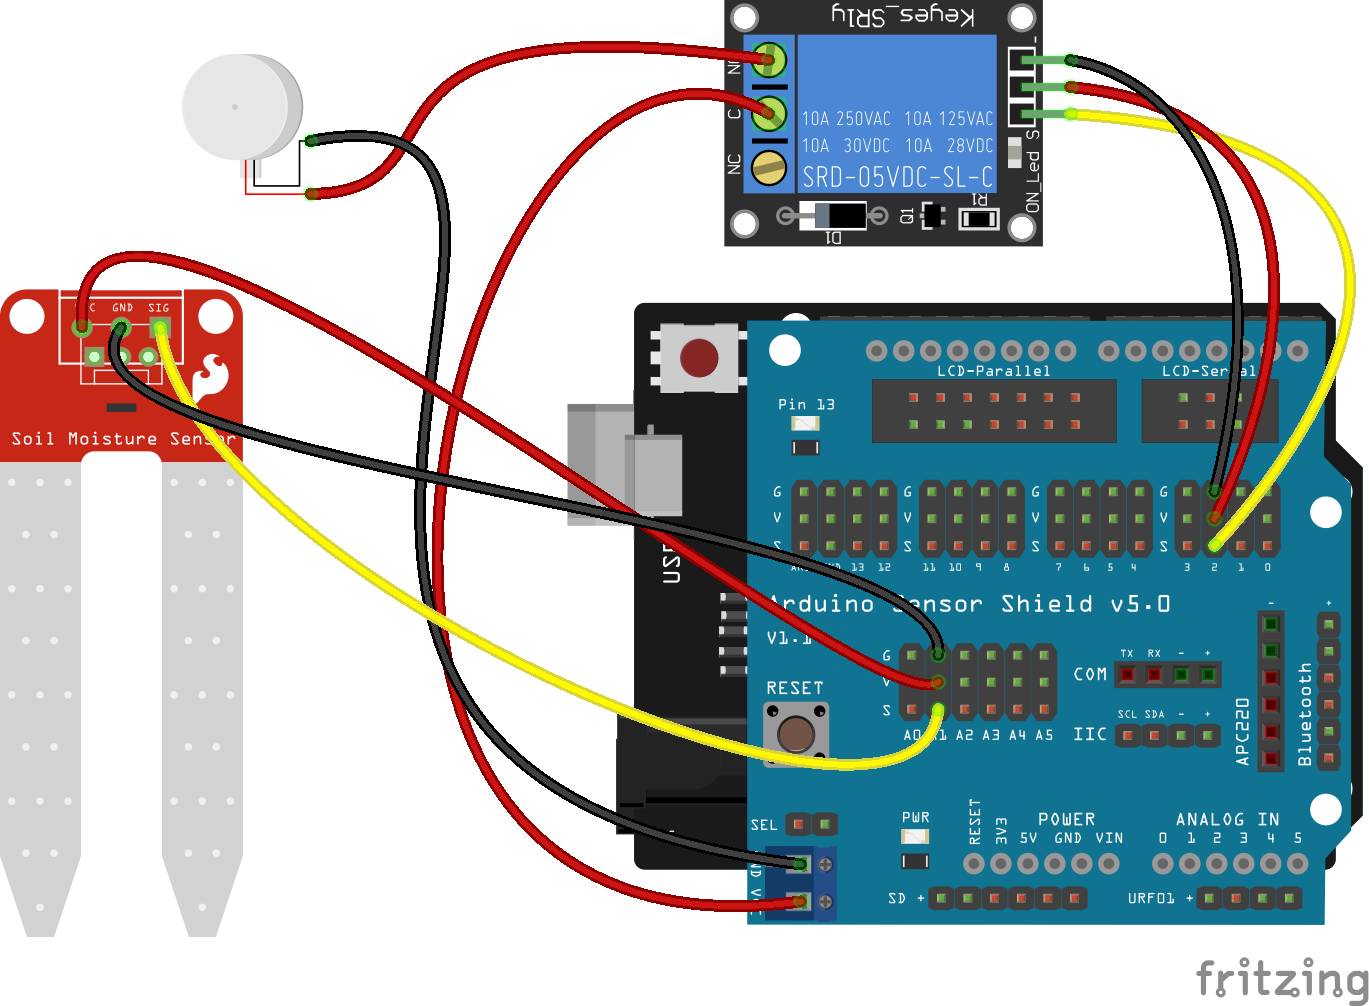 Keyes_SR1y
NO
C
NC
10A 250VAC 10A 125VAC
10A 30VDC 10A 28VDC
SRD-05VDC-SL-C
-
S
ON_Led
D1
Q1
R1
GND SIG
Soil Moisture Sensor
LCD-Parallel
LCD-Serial
Pin 13
G G G G
V V V V
S S S S
13 12 11 10 9 8 7 6 5 4 3 2 1 0
Arduino Sensor Shield v5.0
V1.1
RESET
G
V
S
A0 A1 A2 A3 A4 A5
TX RX - +
COM
SCL SDA - +
IIC
-
APC220
+
Bluetooth
SEL
PWR
RESET
3V3
5V
POWER
GND VIN
ANALOG IN
0 1 2 3 4 5
SD +
URF01 +
fritzing